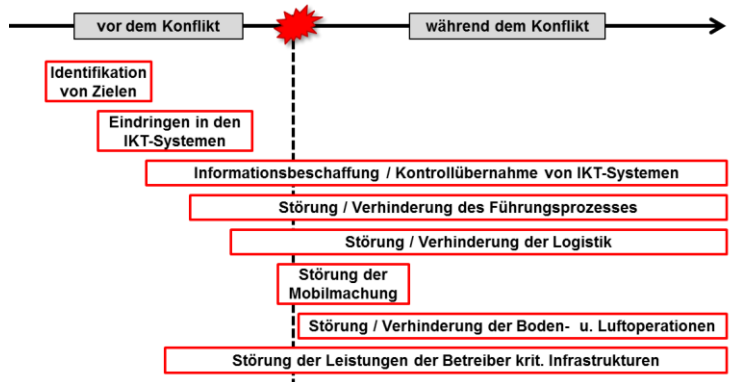 vor dem Konflikt
während dem Konflikt
Identifikation
von Zielen
Eindringen in den
IKT-Systemen
Informationsbeschaffung / Kontrollübernahme von IKT-Systemen
Störung / Verhinderung des Führungsprozesses
Störung / Verhinderung der Logistik
Störung der
Mobilmachung
Störung / Verhinderung der Boden- u. Luftoperationen
Störung der Leistungen der Betreiber krit. Infrastrukturen